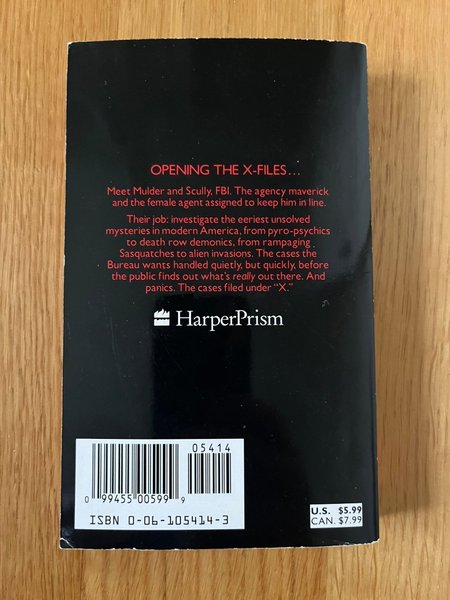 OPENING THE X-FILES...
Meet Mulder and Scully, FBI. The agency maverick
and the female agent assigned to keep him in line.
Their job: investigate the eeriest unsolved
mysteries in modern America, from pyro-psychics
to death row demonics, from rampaging
Sasquatches to alien invasions. The cases the
Bureau wants handled quietly, but quickly, before
the public finds out what's really out there. And
panics. The cases filed under "X."
HarperPrism
05414
0 99455 00599 9
ISBN 0-06-105414-3
U.S. $5.99
CAN. $7.99